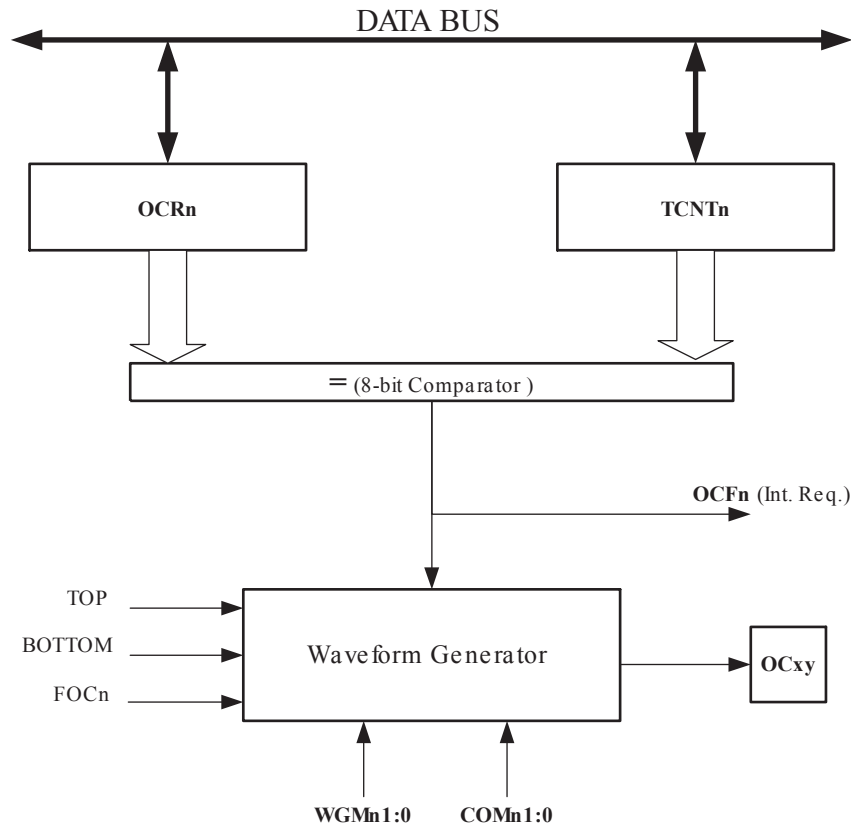 DATA BUS
OCRn
TCNTn
= (8-bit Comparator )
OCFn (Int. Req.)
TOP
BOTTOM
FOCn
Waveform Generator
OCxy
WGMn1:0
COMn1:0